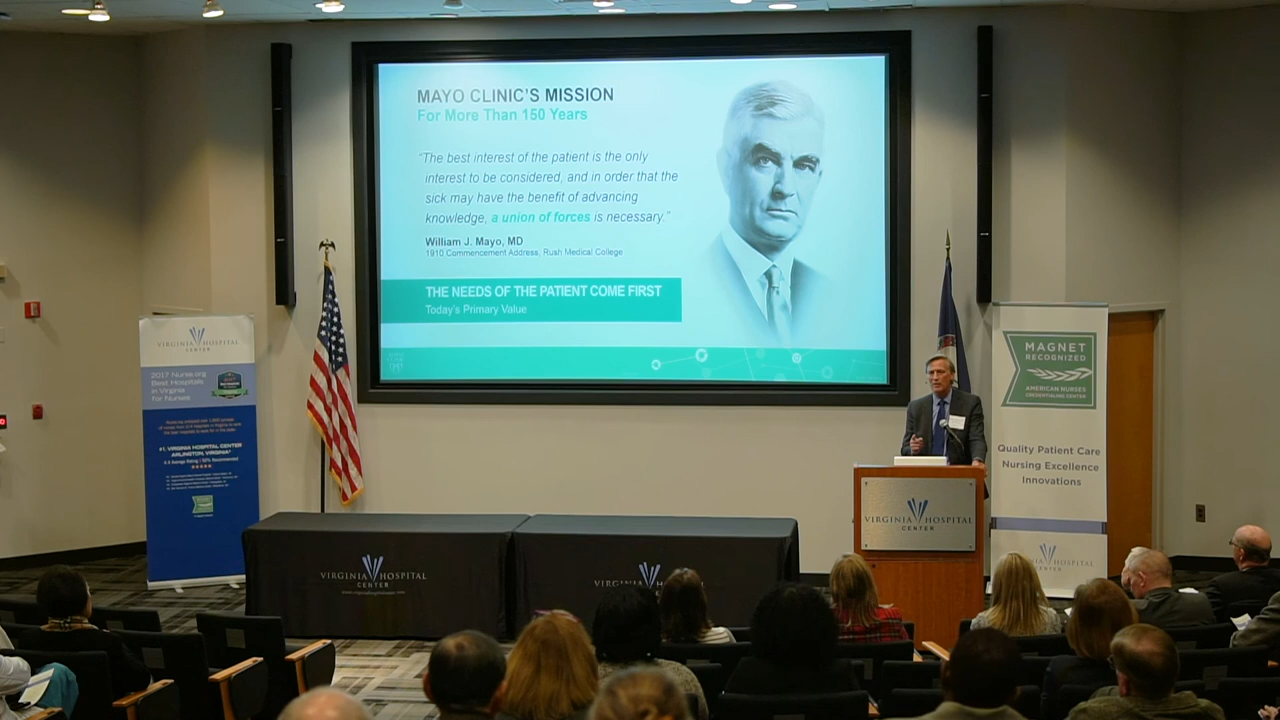 MAYO CLINIC'S MISSION
For More Than 150 Years
"The best interest of the patient is the only
interest to be considered, and in order that the
sick may have the benefit of advancing
knowledge, a union of forces is necessary."
William J. Mayo, MD
1910 Commencement Address, Rush Medical College
THE NEEDS OF THE PATIENT COME FIRST
Today's Primary Value
VIRGINIA HOSPITAL
CENTER
2017 Nurse.org
Best Hospitals
in Virginia
for Nurses
#1. VIRGINIA HOSPITAL CENTER
ARLINGTON, VIRGINIA*
MAGNET
RECOGNIZED
AMERICAN NURSES
CREDENTIALING CENTER
Quality Patient Care
Nursing Excellence
Innovations
VIRGINIA HOSPITAL
CENTER
VIRGINIA HOSPITAL
CENTER
VIRGINIA HOSPITAL
CENTER
VIRGINIA HOSPITAL